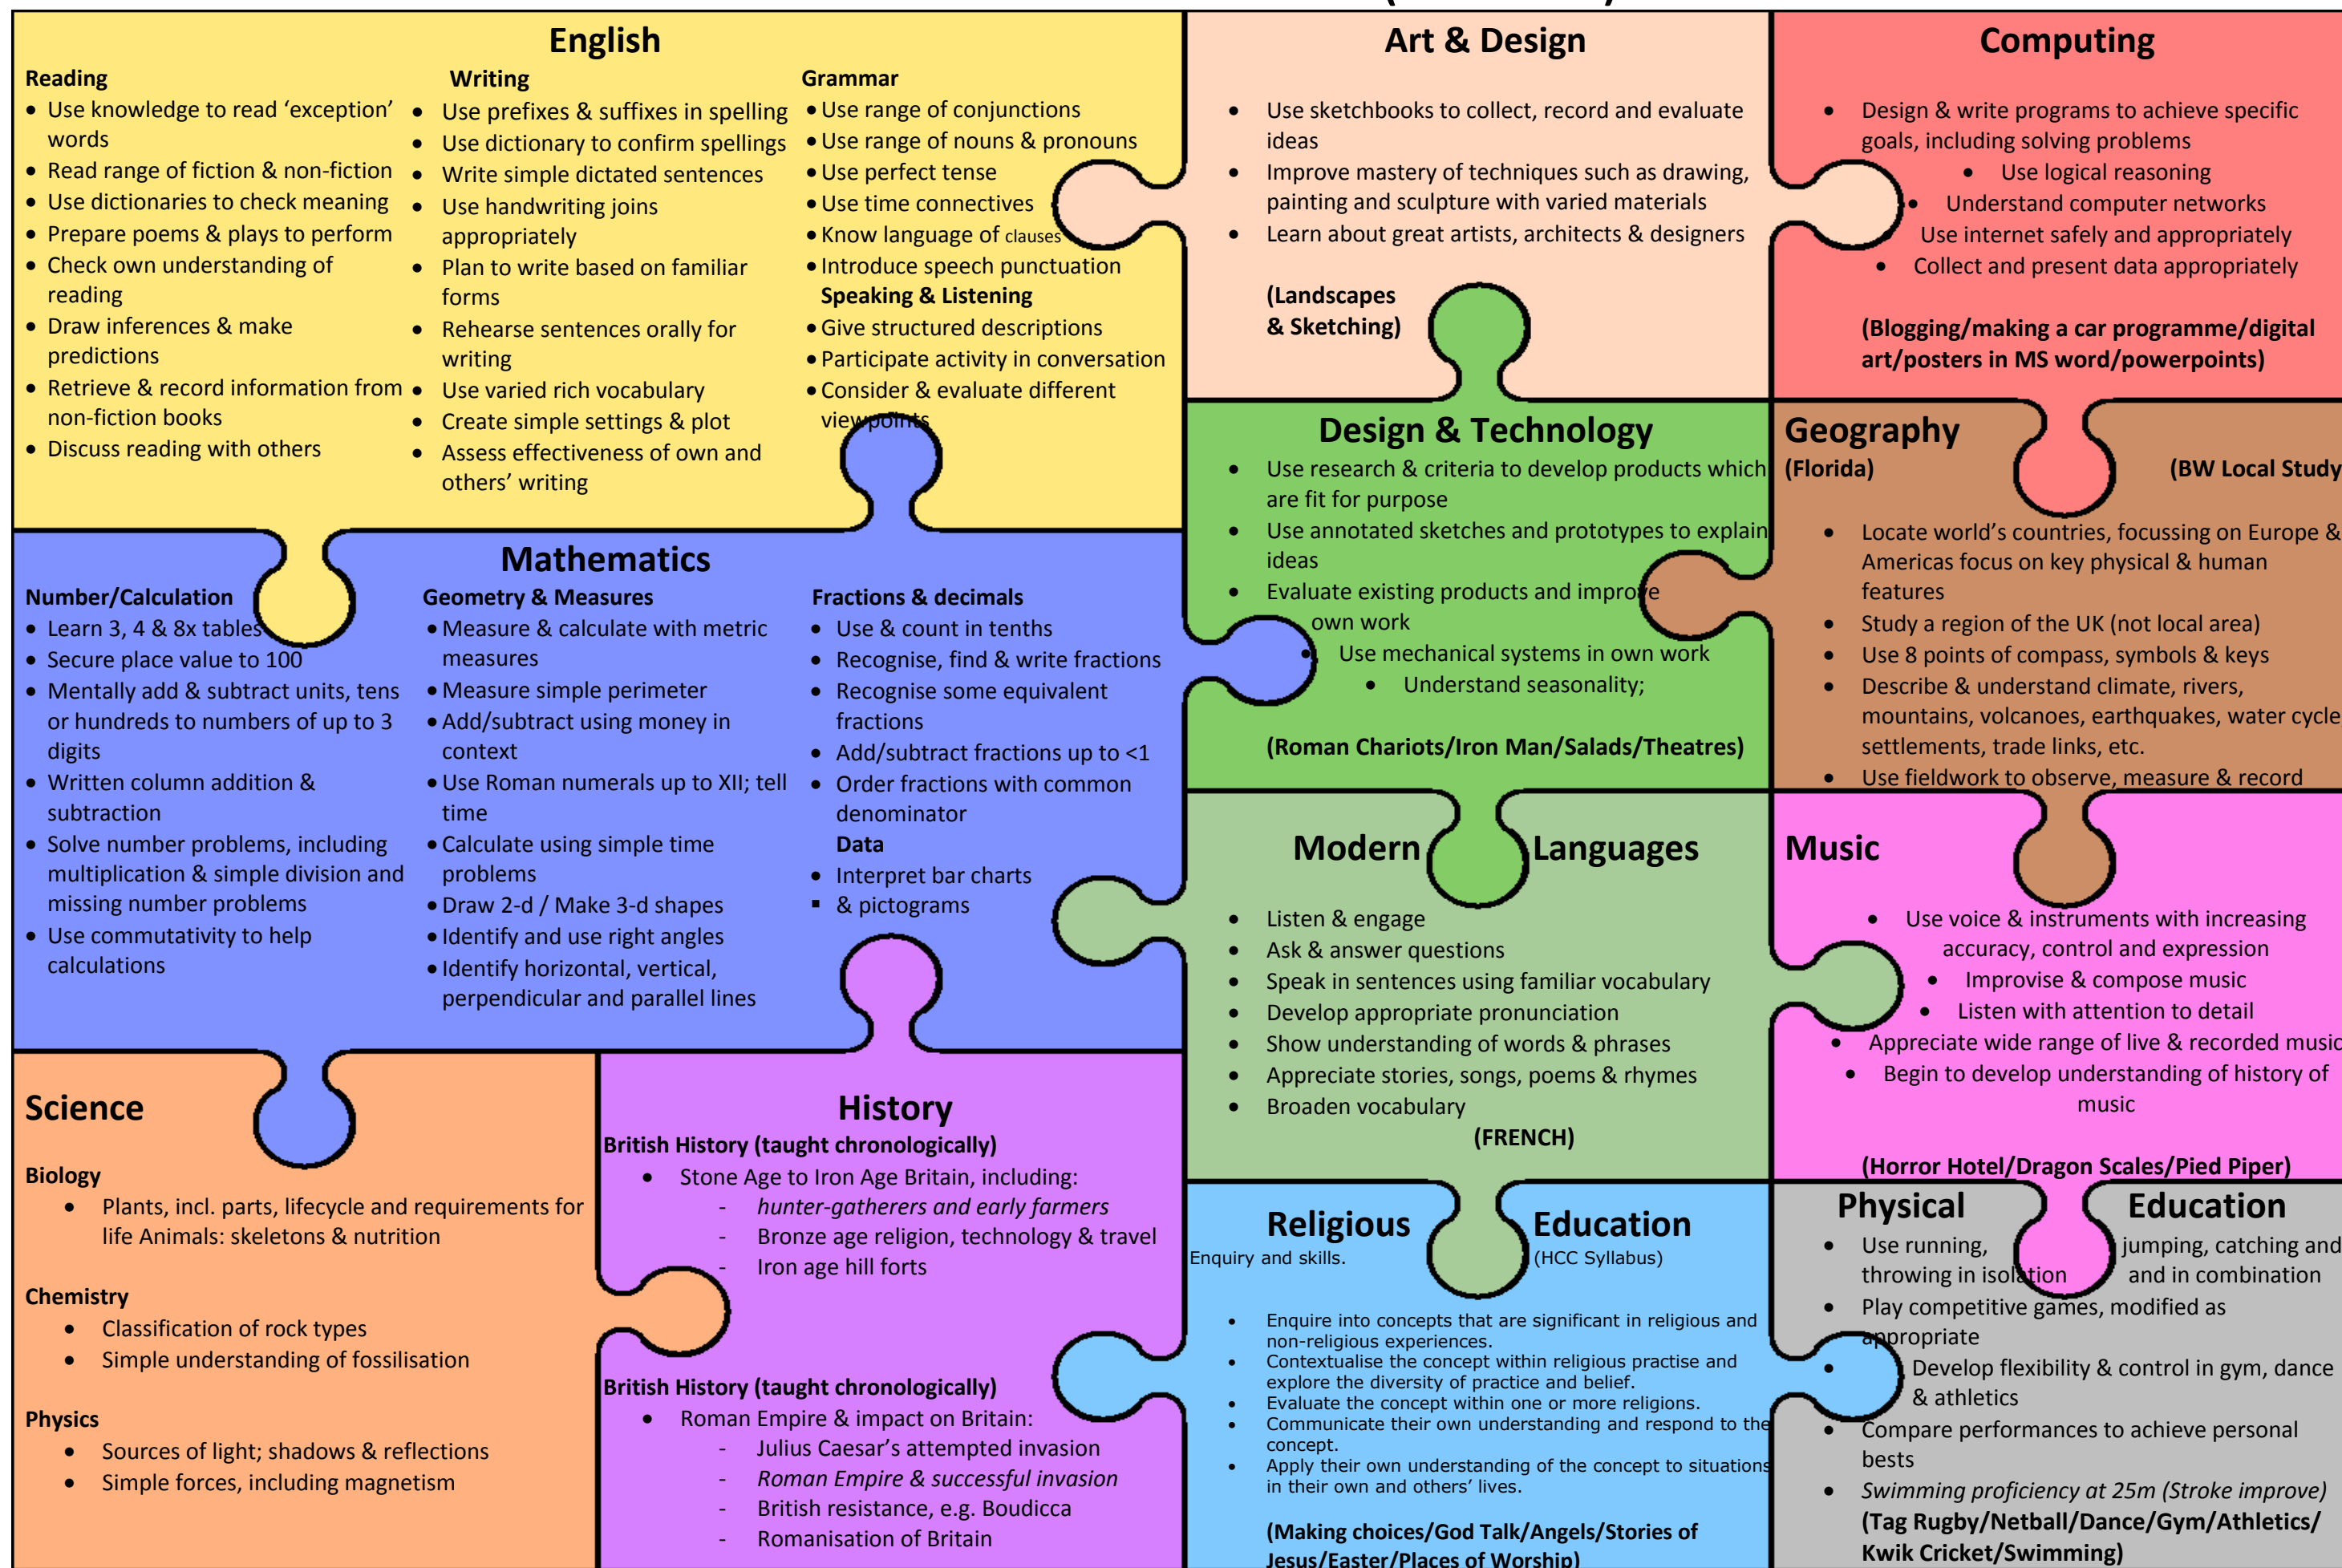 English
Reading
• Use knowledge to read ‘exception’
words
• Read range of fiction & non-fiction
• Use dictionaries to check meaning
• Prepare poems & plays to perform
• Check own understanding of
reading
• Draw inferences & make
predictions
• Retrieve & record information from
non-fiction books
• Discuss reading with others
Writing
• Use prefixes & suffixes in spelling
• Use dictionary to confirm spellings
• Write simple dictated sentences
• Use handwriting joins
appropriately
• Plan to write based on familiar
forms
• Rehearse sentences orally for
writing
• Use varied rich vocabulary
• Create simple settings & plot
• Assess effectiveness of own and
others’ writing
Grammar
• Use range of conjunctions
• Use range of nouns & pronouns
• Use perfect tense
• Use time connectives
• Know language of clauses
• Introduce speech punctuation
Speaking & Listening
• Give structured descriptions
• Participate activity in conversation
• Consider & evaluate different
viewpoints
Art & Design
• Use sketchbooks to collect, record and evaluate
ideas
• Improve mastery of techniques such as drawing,
painting and sculpture with varied materials
• Learn about great artists, architects & designers
(Landscapes
& Sketching)
Computing
• Design & write programs to achieve specific
goals, including solving problems
• Use logical reasoning
• Understand computer networks
Use internet safely and appropriately
• Collect and present data appropriately
(Blogging/making a car programme/digital
art/posters in MS word/powerpoints)
Mathematics
Number/Calculation
• Learn 3, 4 & 8x tables
• Secure place value to 100
• Mentally add & subtract units, tens
or hundreds to numbers of up to 3
digits
• Written column addition &
subtraction
• Solve number problems, including
multiplication & simple division and
missing number problems
• Use commutativity to help
calculations
Geometry & Measures
• Measure & calculate with metric
measures
• Measure simple perimeter
• Add/subtract using money in
context
• Use Roman numerals up to XII; tell
time
• Calculate using simple time
problems
• Draw 2-d / Make 3-d shapes
• Identify and use right angles
• Identify horizontal, vertical,
perpendicular and parallel lines
Fractions & decimals
• Use & count in tenths
• Recognise, find & write fractions
• Recognise some equivalent
fractions
• Add/subtract fractions up to <1
• Order fractions with common
denominator
Data
• Interpret bar charts
▪ & pictograms
Design & Technology
• Use research & criteria to develop products which
are fit for purpose
• Use annotated sketches and prototypes to explain
ideas
• Evaluate existing products and improve
own work
• Use mechanical systems in own work
• Understand seasonality;
(Roman Chariots/Iron Man/Salads/Theatres)
Geography
(Florida) (BW Local Study
• Locate world’s countries, focussing on Europe &
Americas focus on key physical & human
features
• Study a region of the UK (not local area)
• Use 8 points of compass, symbols & keys
• Describe & understand climate, rivers,
mountains, volcanoes, earthquakes, water cycle
settlements, trade links, etc.
• Use fieldwork to observe, measure & record
Modern Languages
• Listen & engage
• Ask & answer questions
• Speak in sentences using familiar vocabulary
• Develop appropriate pronunciation
• Show understanding of words & phrases
• Appreciate stories, songs, poems & rhymes
• Broaden vocabulary
(FRENCH)
Music
• Use voice & instruments with increasing
accuracy, control and expression
• Improvise & compose music
• Listen with attention to detail
• Appreciate wide range of live & recorded music
• Begin to develop understanding of history of
music
(Horror Hotel/Dragon Scales/Pied Piper)
Science
Biology
• Plants, incl. parts, lifecycle and requirements for
life Animals: skeletons & nutrition
Chemistry
• Classification of rock types
• Simple understanding of fossilisation
Physics
• Sources of light; shadows & reflections
• Simple forces, including magnetism
History
British History (taught chronologically)
• Stone Age to Iron Age Britain, including:
- hunter-gatherers and early farmers
- Bronze age religion, technology & travel
- Iron age hill forts
British History (taught chronologically)
• Roman Empire & impact on Britain:
- Julius Caesar’s attempted invasion
- Roman Empire & successful invasion
- British resistance, e.g. Boudicca
- Romanisation of Britain
Religious Education
Enquiry and skills. (HCC Syllabus)
• Enquire into concepts that are significant in religious and
non-religious experiences.
• Contextualise the concept within religious practise and
explore the diversity of practice and belief.
• Evaluate the concept within one or more religions.
• Communicate their own understanding and respond to the
concept.
• Apply their own understanding of the concept to situations
in their own and others’ lives.
(Making choices/God Talk/Angels/Stories of
Jesus/Easter/Places of Worship)
Physical Education
• Use running, jumping, catching and
throwing in isolation and in combination
• Play competitive games, modified as
appropriate
• Develop flexibility & control in gym, dance
& athletics
• Compare performances to achieve personal
bests
• Swimming proficiency at 25m (Stroke improve)
(Tag Rugby/Netball/Dance/Gym/Athletics/
Kwik Cricket/Swimming)